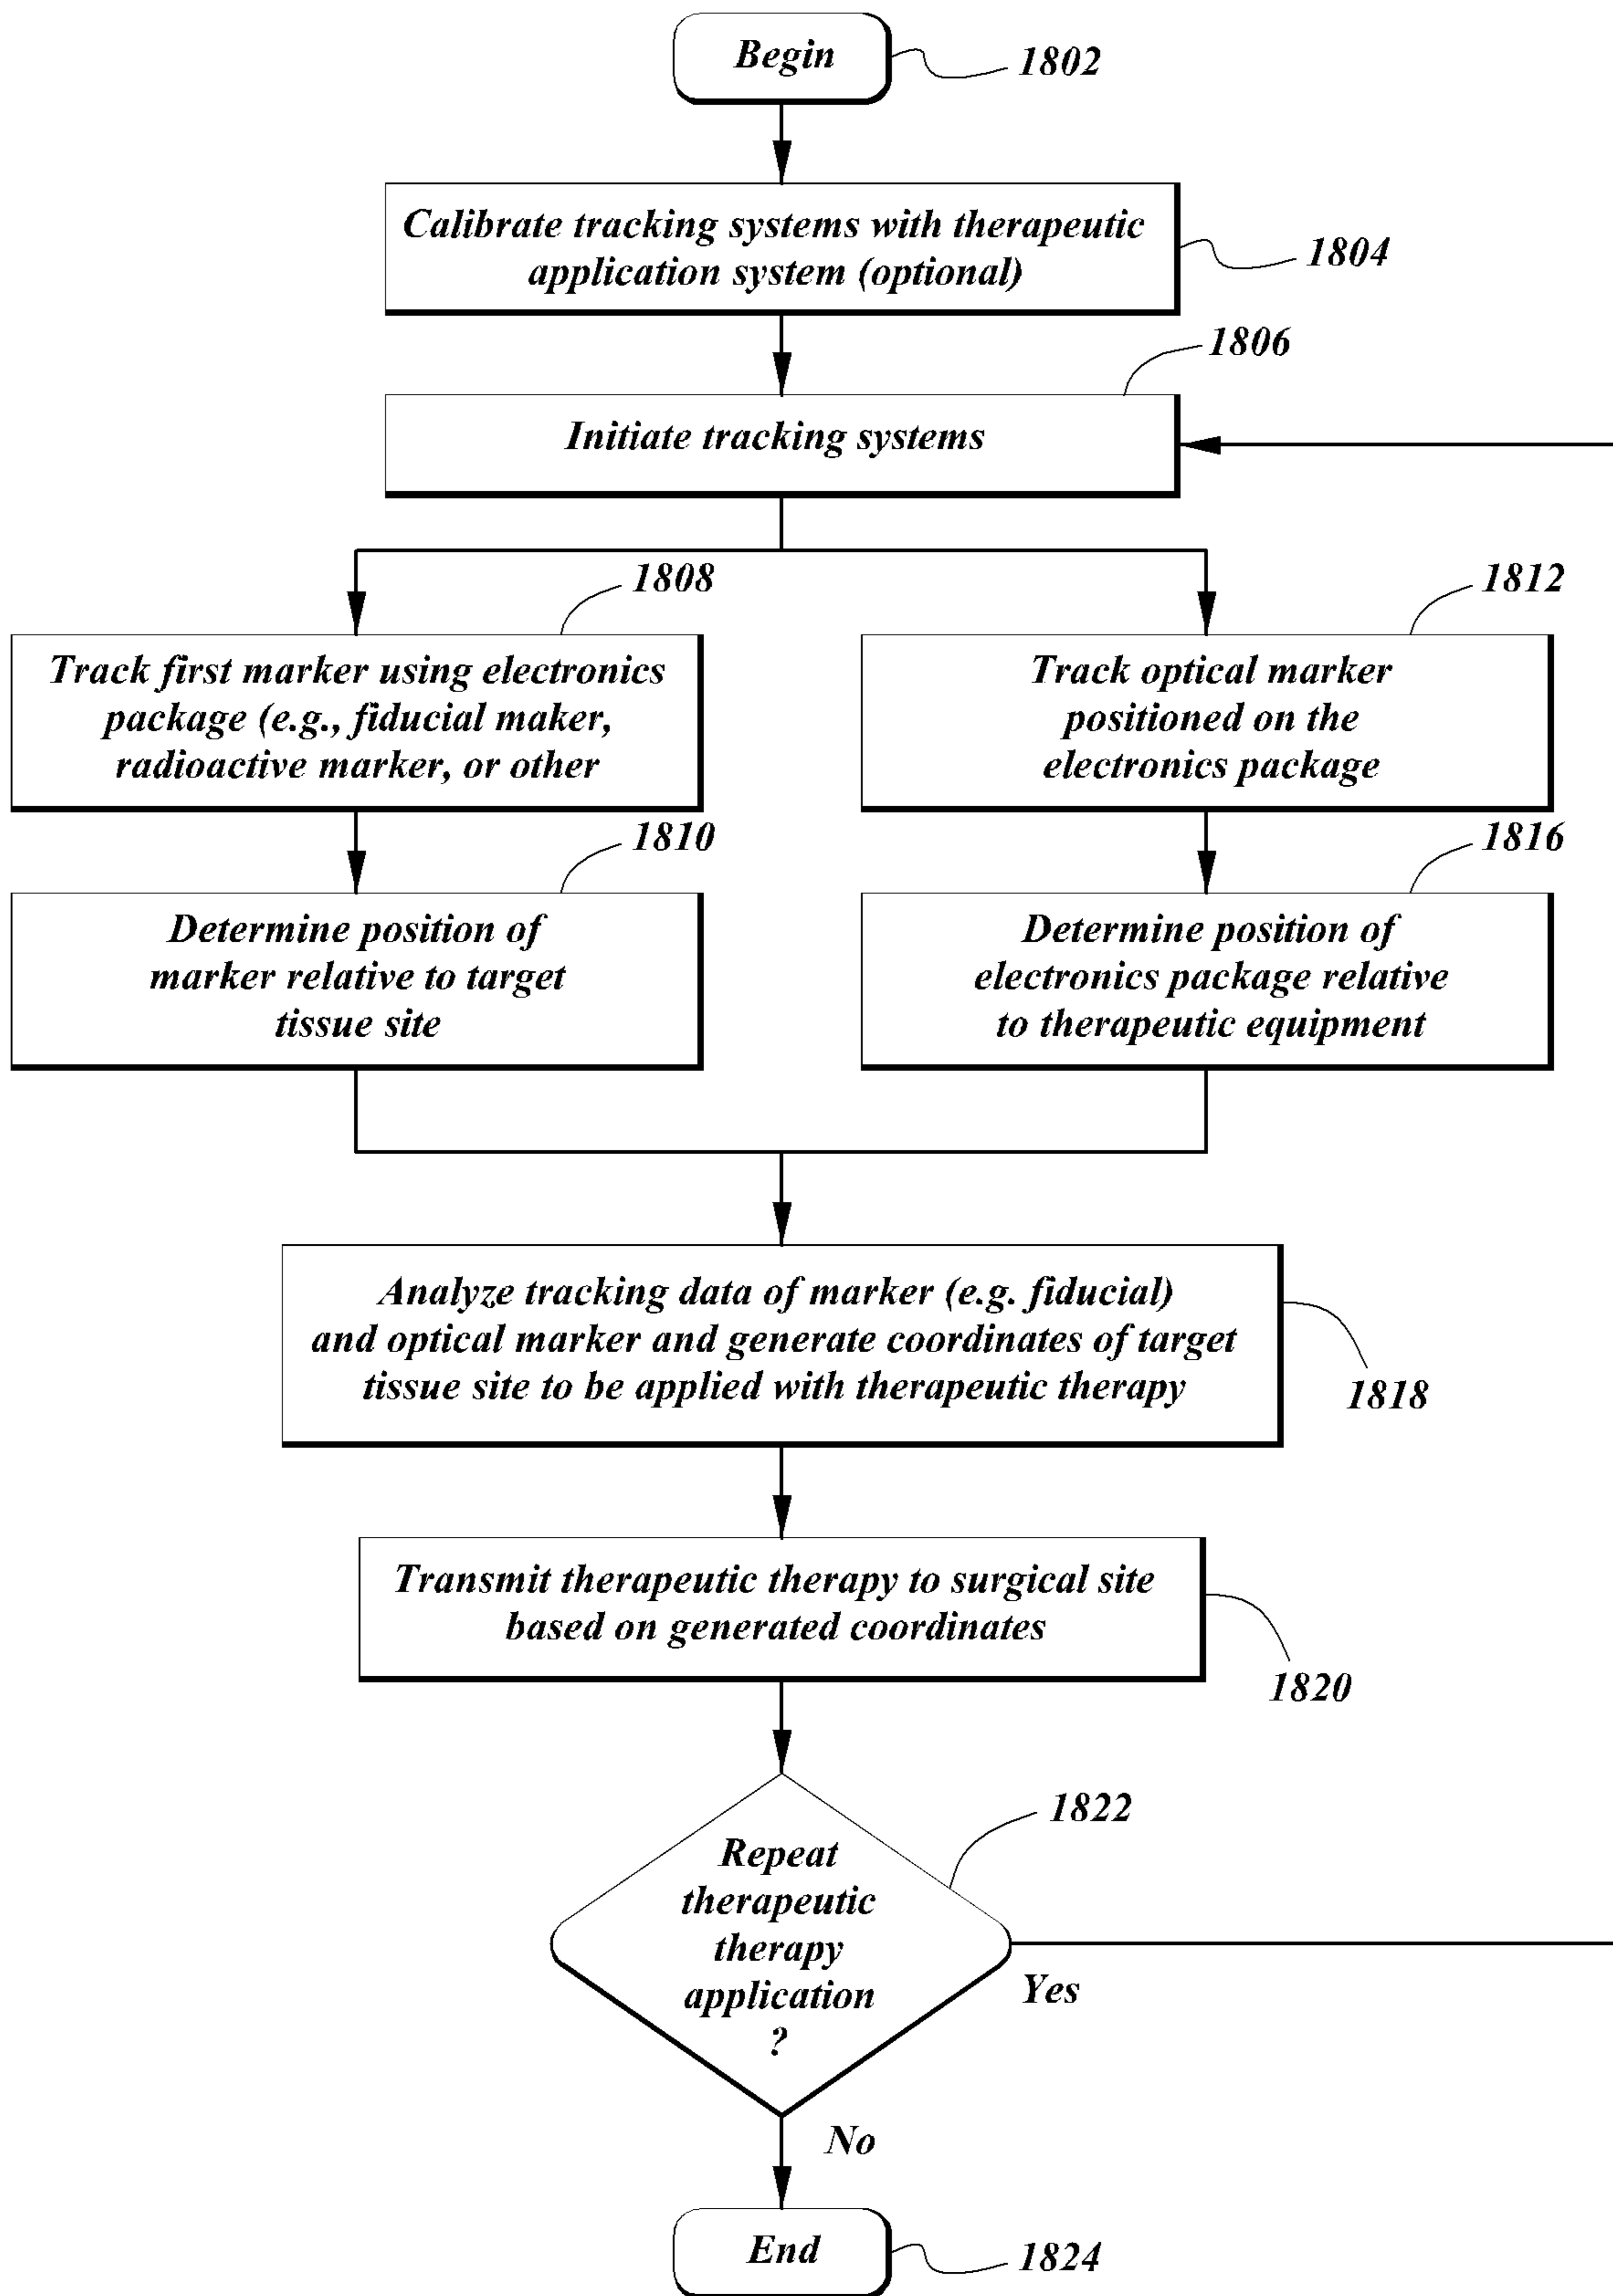 Begin
1802
Calibrate tracking systems with therapeutic
application system (optional)
1804
1806
Initiate tracking systems
1808
Track first marker using electronics
package (e.g., fiducial maker,
radioactive marker, or other
1812
Track optical marker
positioned on the
electronics package
1810
Determine position of
marker relative to target
tissue site
1816
Determine position of
electronics package relative
to therapeutic equipment
Analyze tracking data of marker (e.g. fiducial)
and optical marker and generate coordinates of target
tissue site to be applied with therapeutic therapy
1818
Transmit therapeutic therapy to surgical site
based on generated coordinates
1820
1822
Repeat
therapeutic
therapy
application
?
Yes
No
End
1824